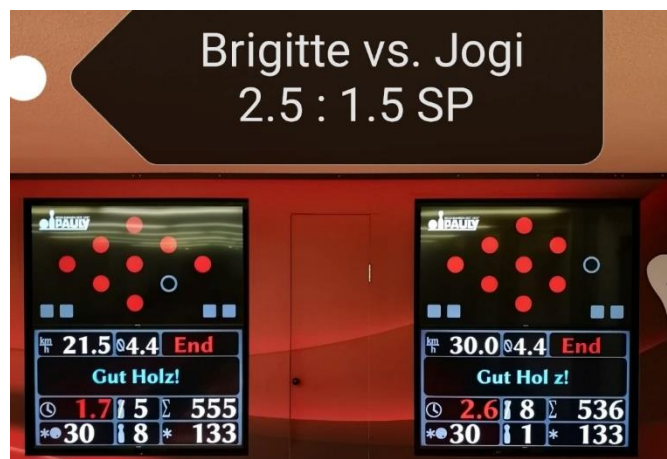 Brigitte vs. Jogi
2.5 : 1.5 SP
PAULY
km/h 21.5 ⌀4.4 End
Gut Holz!
1.7 5 Σ 555
*30 8 * 133
PAULY
km/h 30.0 ⌀4.4 End
Gut Hol z!
2.6 8 Σ 536
*30 1 * 133